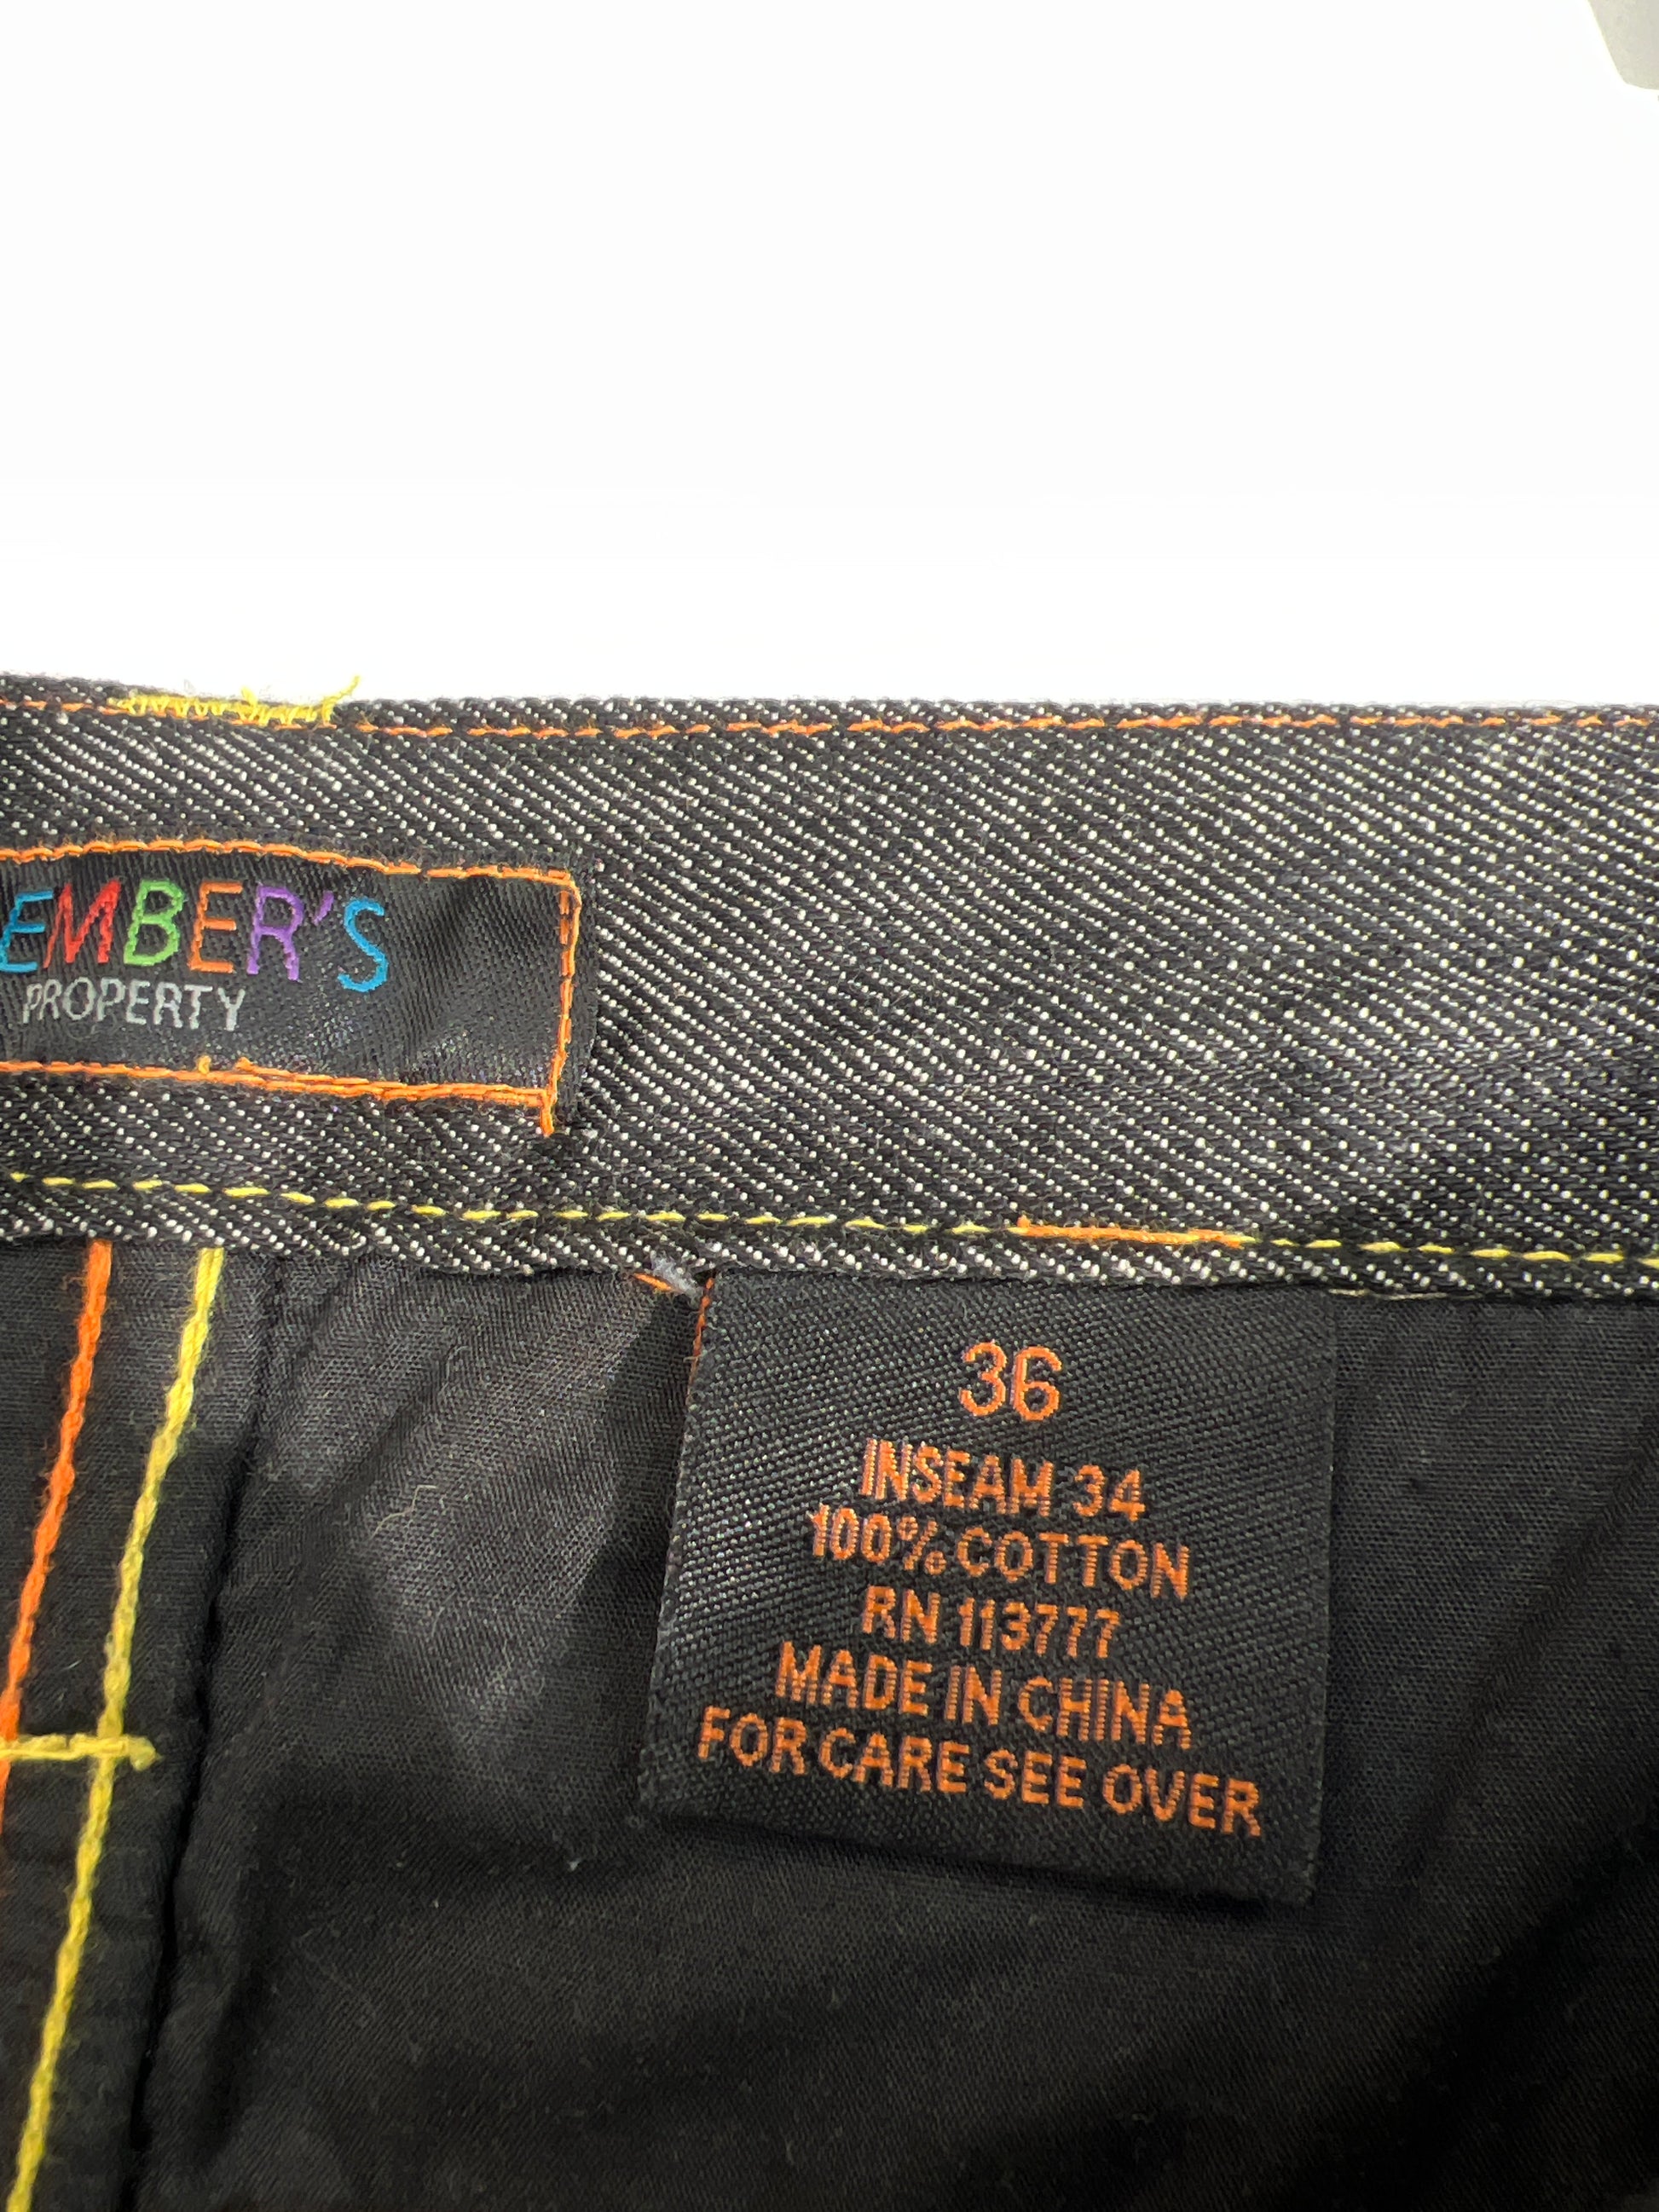 EMBER'S
PROPERTY
36
INSEAM 34
100% COTTON
RN 113777
MADE IN CHINA
FOR CARE SEE OVER